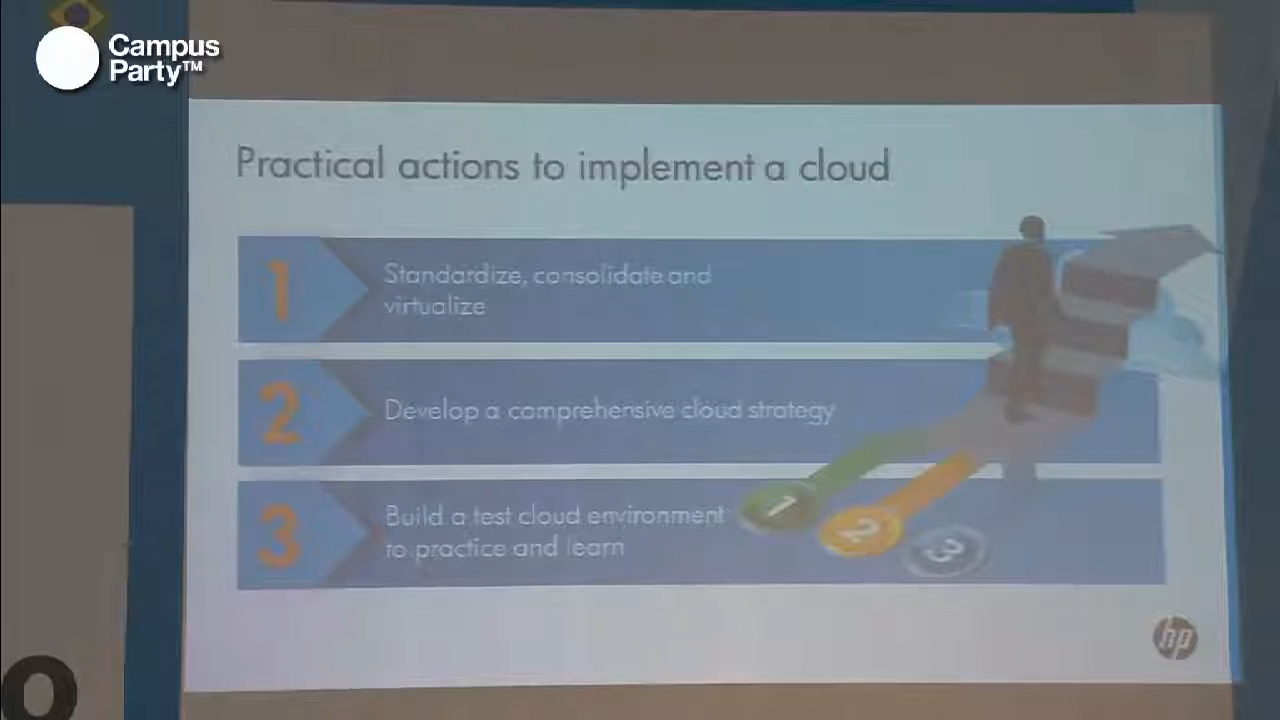 Campus
Party™
Practical actions to implement a cloud
1
Standardize, consolidate and
virtualize
2
Develop a comprehensive cloud strategy
3
Build a test cloud environment
to practice and learn
1
2
3
hp
o